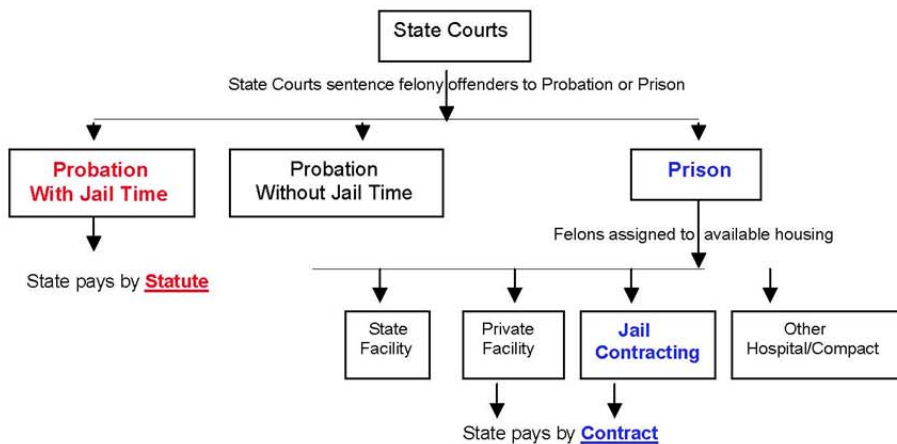 State Courts
State Courts sentence felony offenders to Probation or Prison
Probation
With Jail Time
Probation
Without Jail Time
Prison
Felons assigned to available housing
State pays by Statute
State
Facility
Private
Facility
Jail
Contracting
Other
Hospital/Compact
State pays by Contract